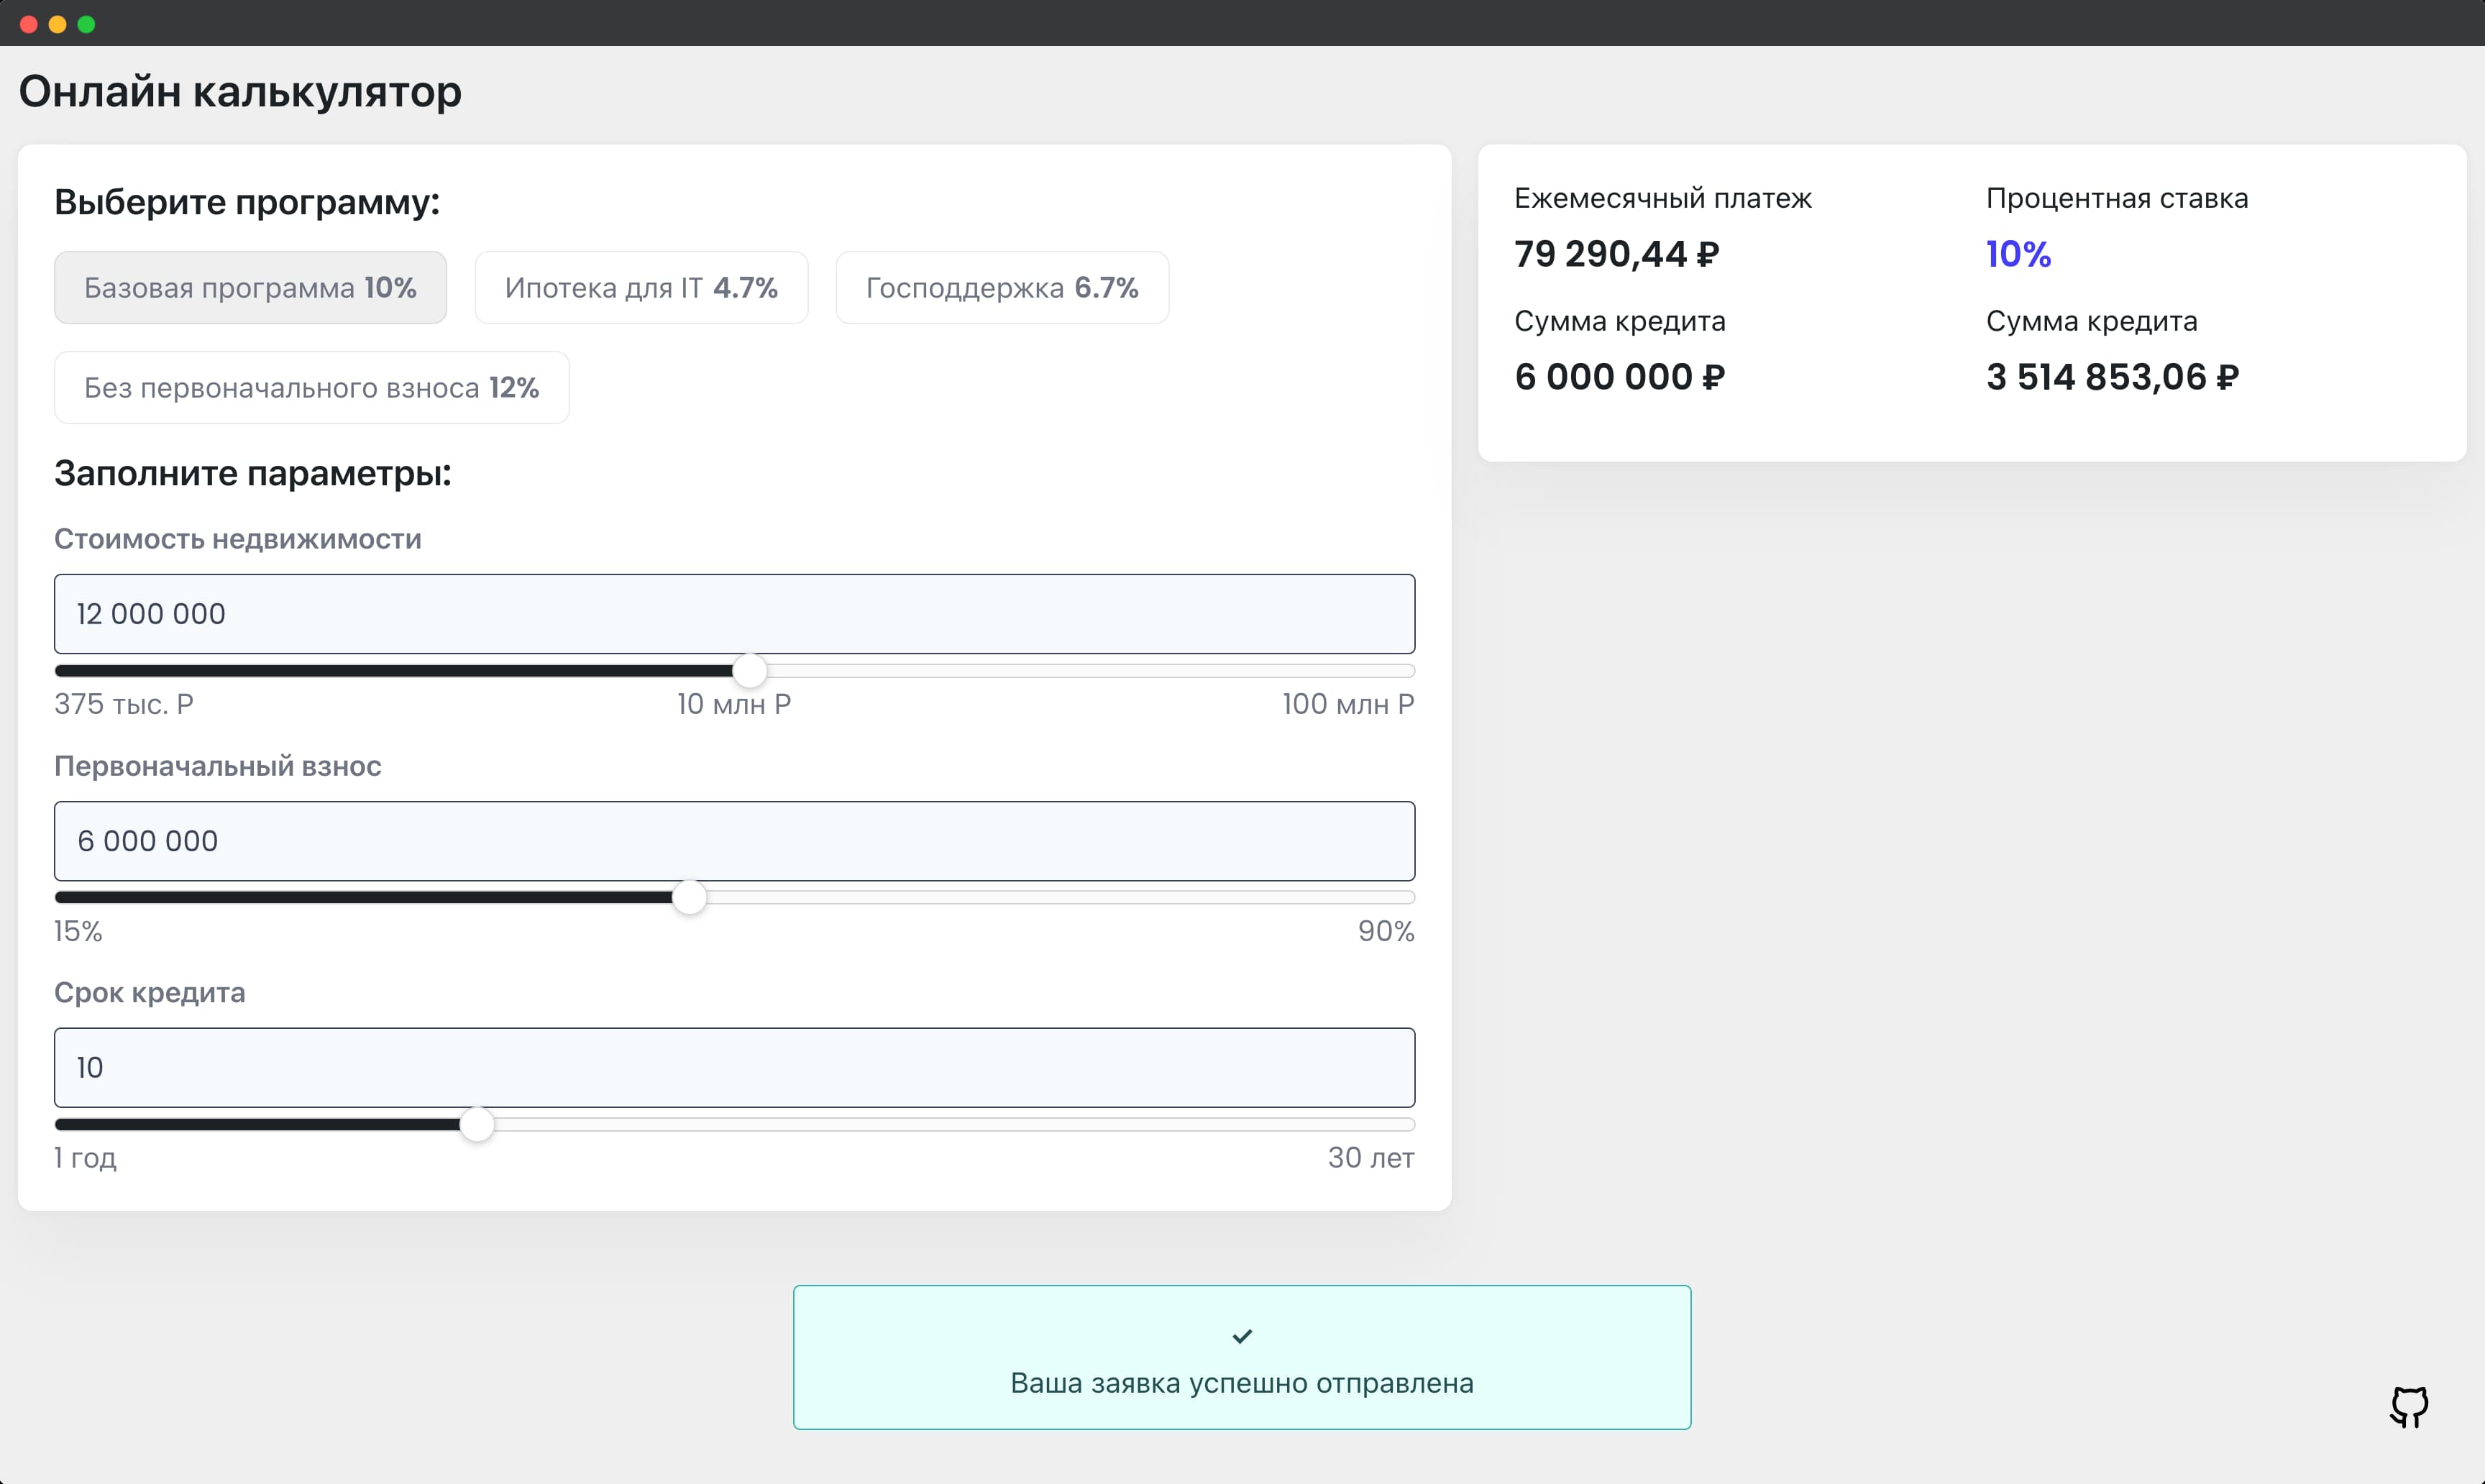 Онлайн калькулятор
Выберите программу:
Базовая программа 10%
Ипотека для IT 4.7%
Господдержка 6.7%
Без первоначального взноса 12%
Заполните параметры:
Стоимость недвижимости
12 000 000
375 тыс. Р
10 млн Р
100 млн Р
Первоначальный взнос
6 000 000
15%
90%
Срок кредита
10
1 год
30 лет
Ежемесячный платеж
79 290,44 ₽
Процентная ставка
10%
Сумма кредита
6 000 000 ₽
Сумма кредита
3 514 853,06 ₽
Ваша заявка успешно отправлена